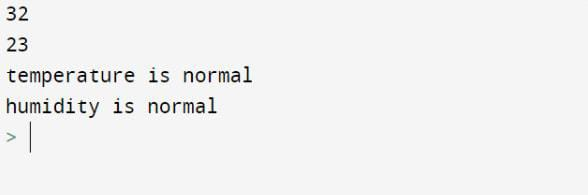 32
23
temperature is normal
humidity is normal
>